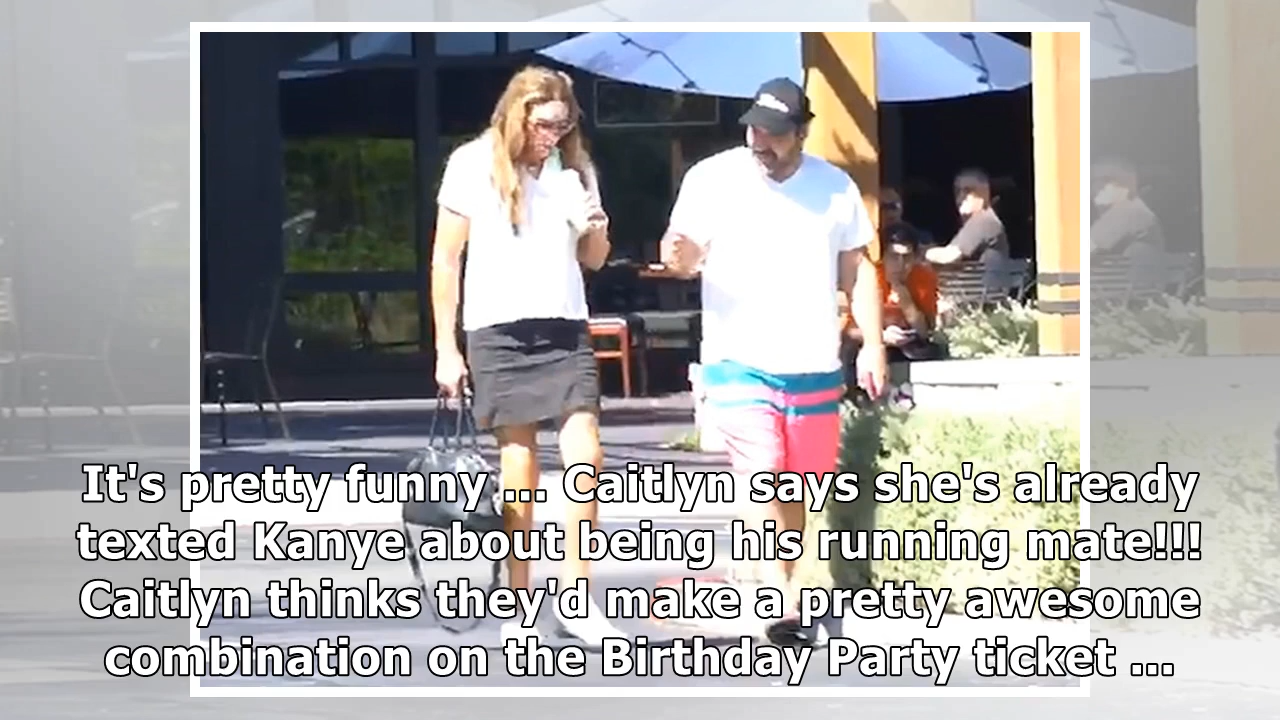 It's pretty funny ... Caitlyn says she's already
texted Kanye about being his running mate!!!
Caitlyn thinks they'd make a pretty awesome
combination on the Birthday Party ticket ...